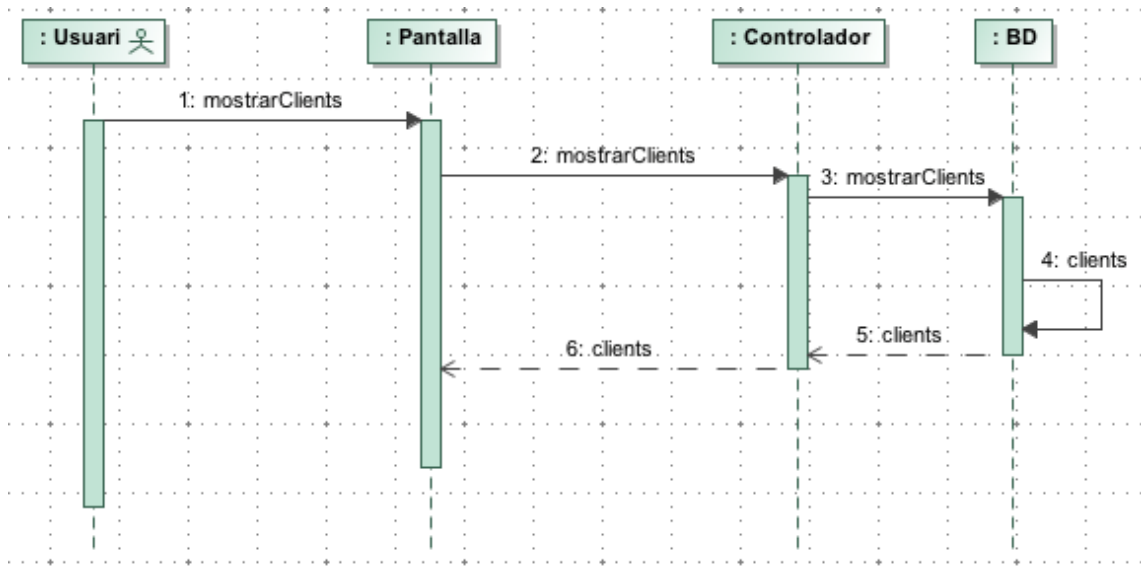 : Usuari
: Pantalla
: Controlador
: BD
1: mostrarClients
2: mostrarClients
3: mostrarClients
4: clients
5: clients
6: clients